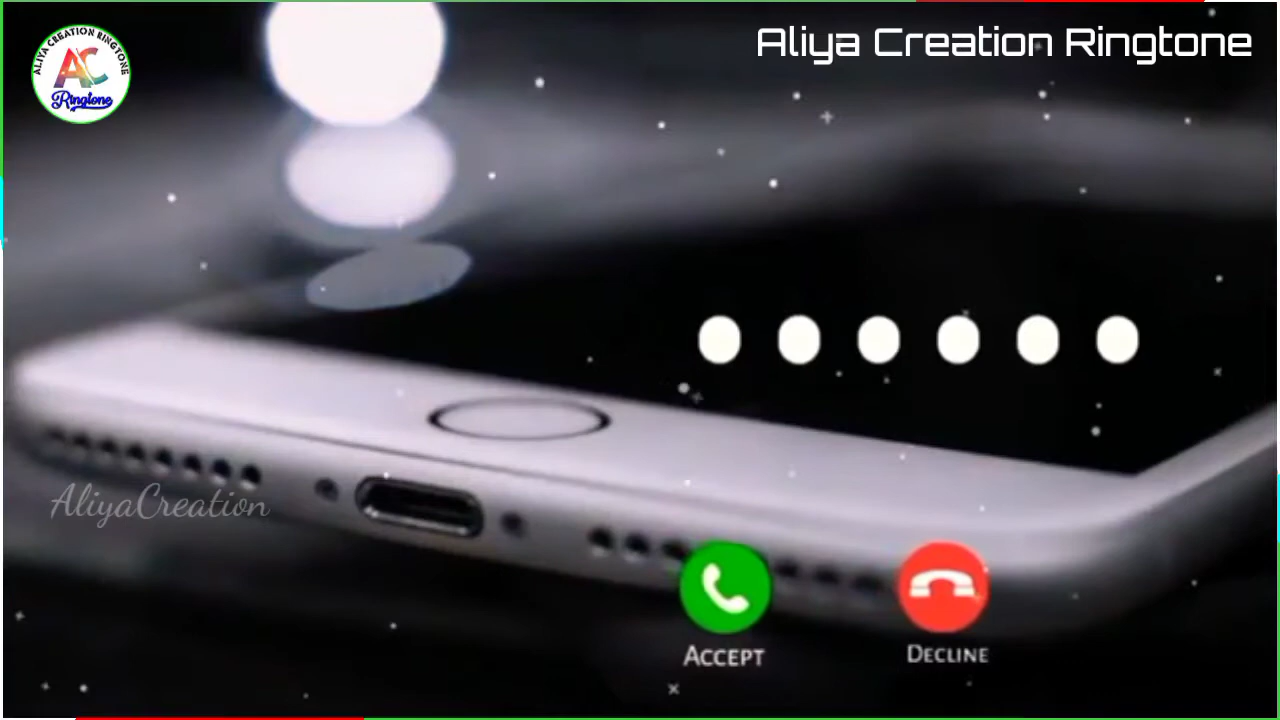 Aliya Creation Ringtone
ALIYA CREATION RINGTONE
AC
Ringtone
AliyaCreation
ACCEPT
DECLINE